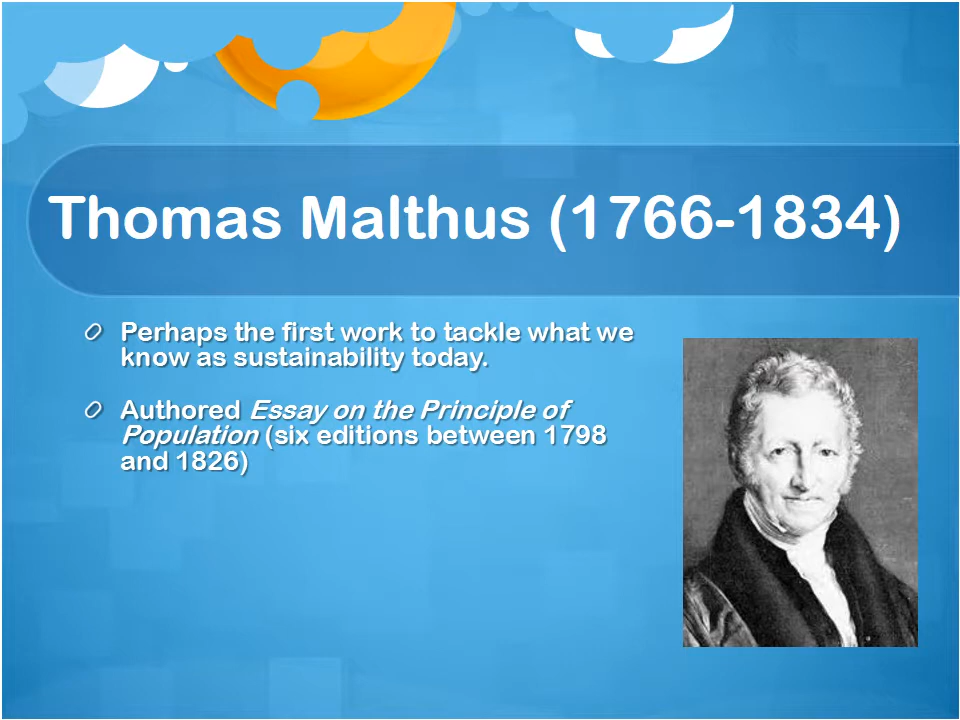 Thomas Malthus (1766-1834)
Perhaps the first work to tackle what we
know as sustainability today.
Authored Essay on the Principle of
Population (six editions between 1798
and 1826)